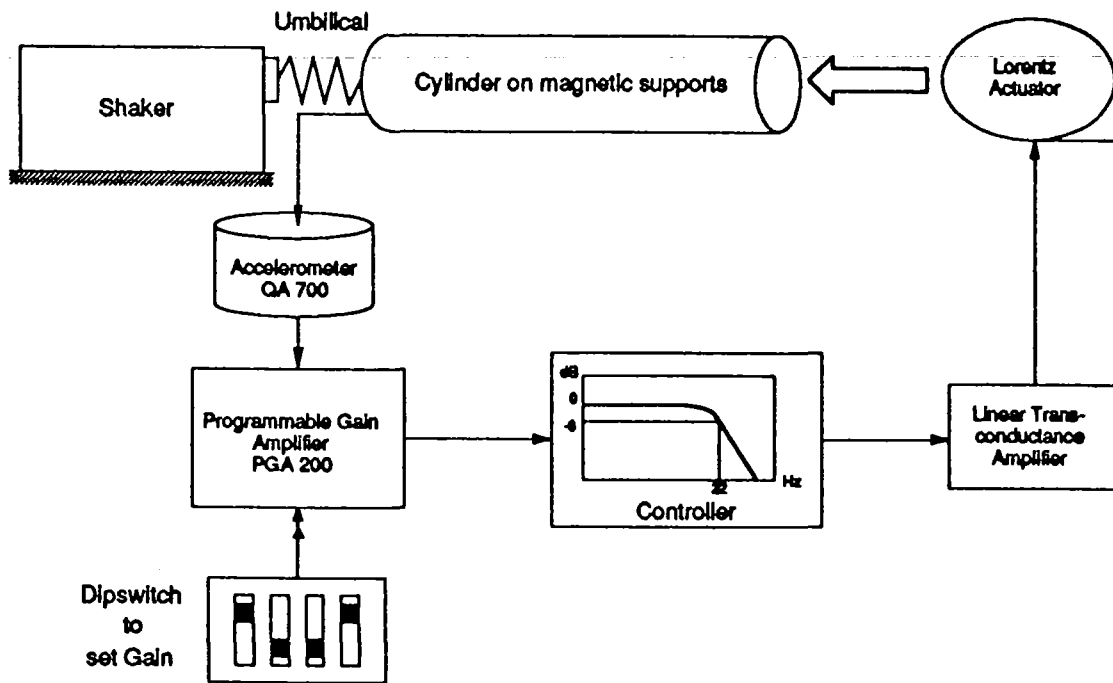 Umbilical
Shaker
Cylinder on magnetic supports
Lorentz
Actuator
Accelerometer
QA 700
Programmable Gain
Amplifier
PGA 200
dB
0
-6
22
Hz
Controller
Linear Trans-
conductance
Amplifier
Dipswitch
to
set Gain